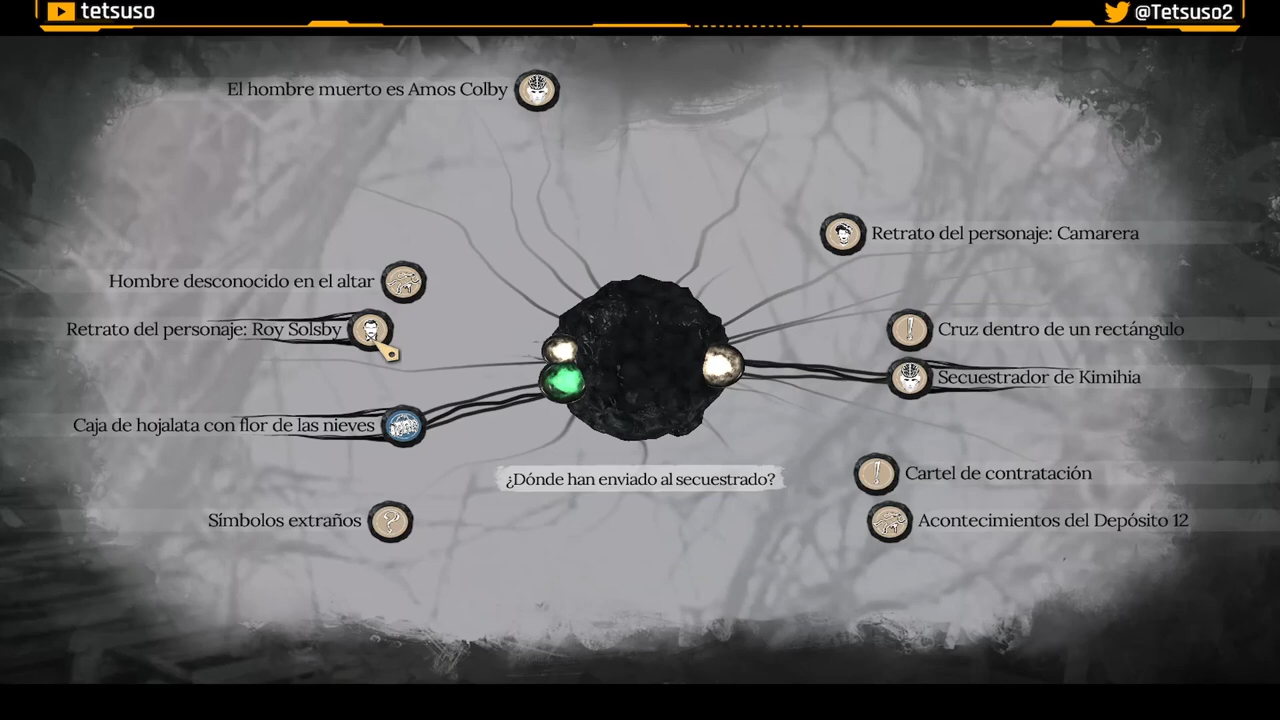 tetsuso
@Tetsuso2
El hombre muerto es Amos Colby
Retrato del personaje: Camarera
Hombre desconocido en el altar
Retrato del personaje: Roy Solsby
Cruz dentro de un rectángulo
Secuestrador de Kimihia
Caja de hojalata con flor de las nieves
¿Dónde han enviado al secuestrado?
Cartel de contratación
Símbolos extraños
Acontecimientos del Depósito 12